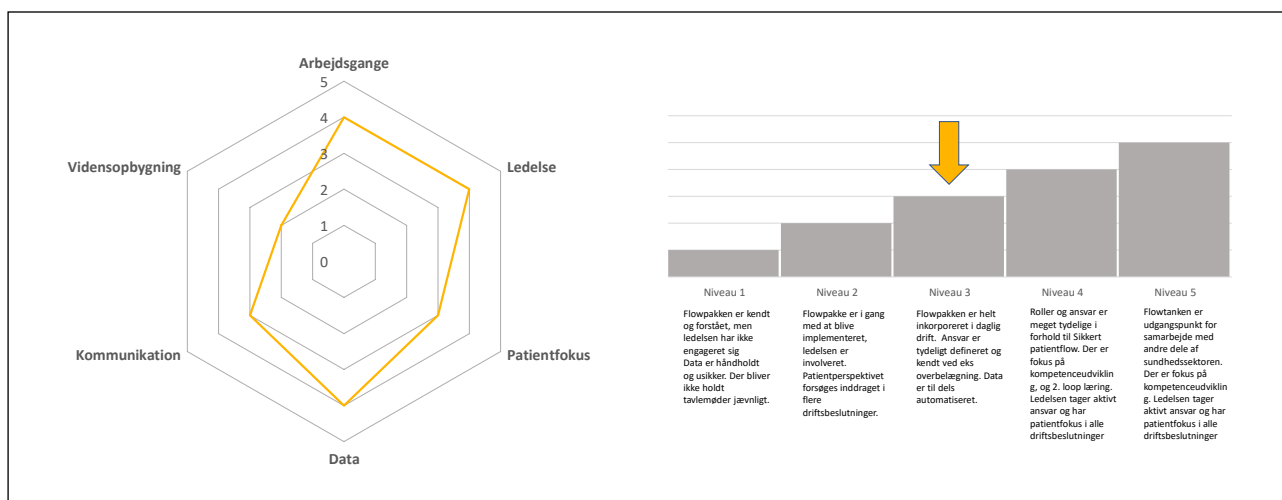 Arbejdsgange
5
4
3
2
1
0
Ledelse
Patientfokus
Data
Kommunikation
Vidensopbygning
Niveau 1
Flowpakken er kendt
og forstået, men
ledelsen har ikke
engageret sig
Data er håndholdt
og usikker. Der bliver
ikke holdt
tavlemøder jævnligt.
Niveau 2
Flowpakke er i gang
med at blive
implementeret,
ledelsen er
involveret.
Patientperspektivet
forsøges inddraget i
flere
driftsbeslutninger.
Niveau 3
Flowpakken er helt
inkorporeret i daglig
drift.  Ansvar er
tydeligt defineret og
kendt ved eks
overbelægning. Data
er til dels
automatiseret.
Niveau 4
Roller og ansvar er
meget tydelige i
forhold til Sikkert
patientflow. Der er
fokus på
kompetenceudviklin
g, og 2. loop læring.
Ledelsen tager aktivt
ansvar og har
patientfokus i alle
driftsbeslutninger
Niveau 5
Flowtanken er
udgangspunkt for
samarbejde med
andre dele af
sundhedssektoren.
Der er fokus på
kompetenceudviklin
g. Ledelsen tager
aktivt ansvar og har
patientfokus i alle
driftsbeslutninger